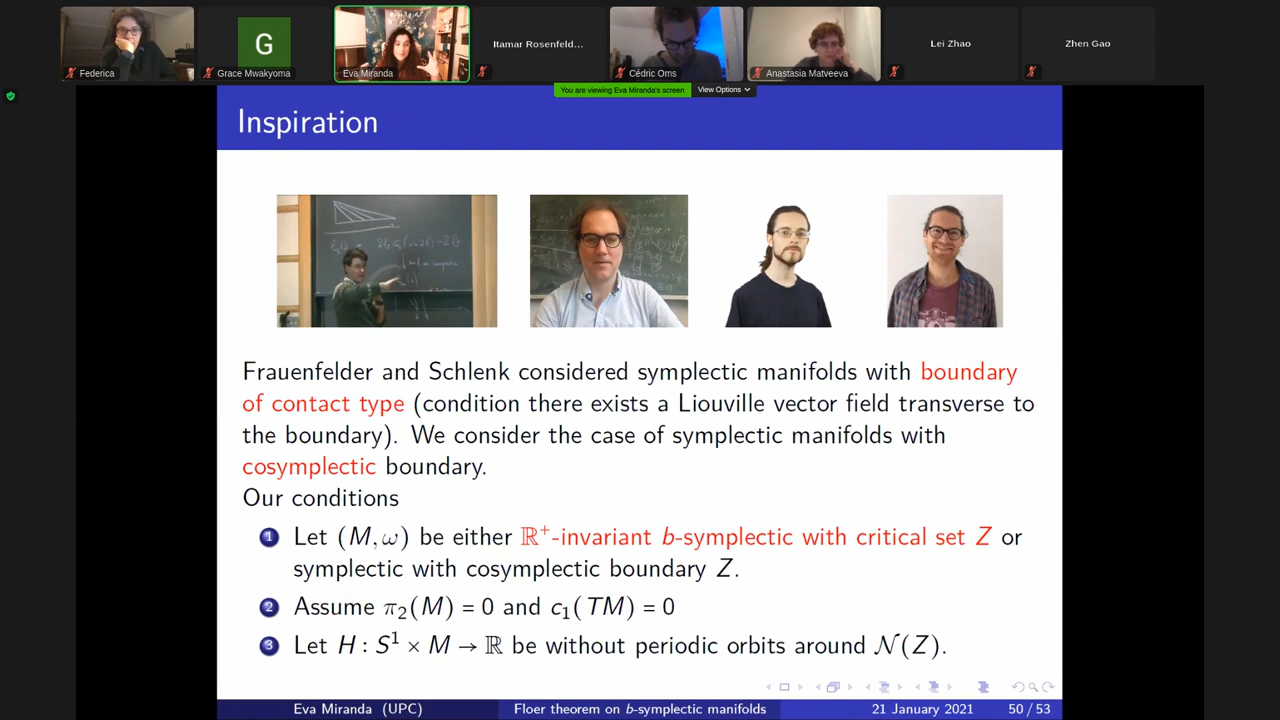 G
Itamar Rosenfeld...
Lei Zhao
Zhen Gao
Federica
Grace Mwakyoma
Eva Miranda
Cédric Oms
Anastasia Matveeva
You are viewing Eva Miranda's screen
View Options
Inspiration
Frauenfelder and Schlenk considered symplectic manifolds with boundary
of contact type (condition there exists a Liouville vector field transverse to
the boundary). We consider the case of symplectic manifolds with
cosymplectic boundary.
Our conditions
1 Let (M, ω) be either ℝ⁺-invariant b-symplectic with critical set Z or
symplectic with cosymplectic boundary Z.
2 Assume π₂(M) = 0 and c₁(TM) = 0
3 Let H : S¹ × M → ℝ be without periodic orbits around 𝒩(Z).
Eva Miranda (UPC)
Floer theorem on b-symplectic manifolds
21 January 2021
50 / 53